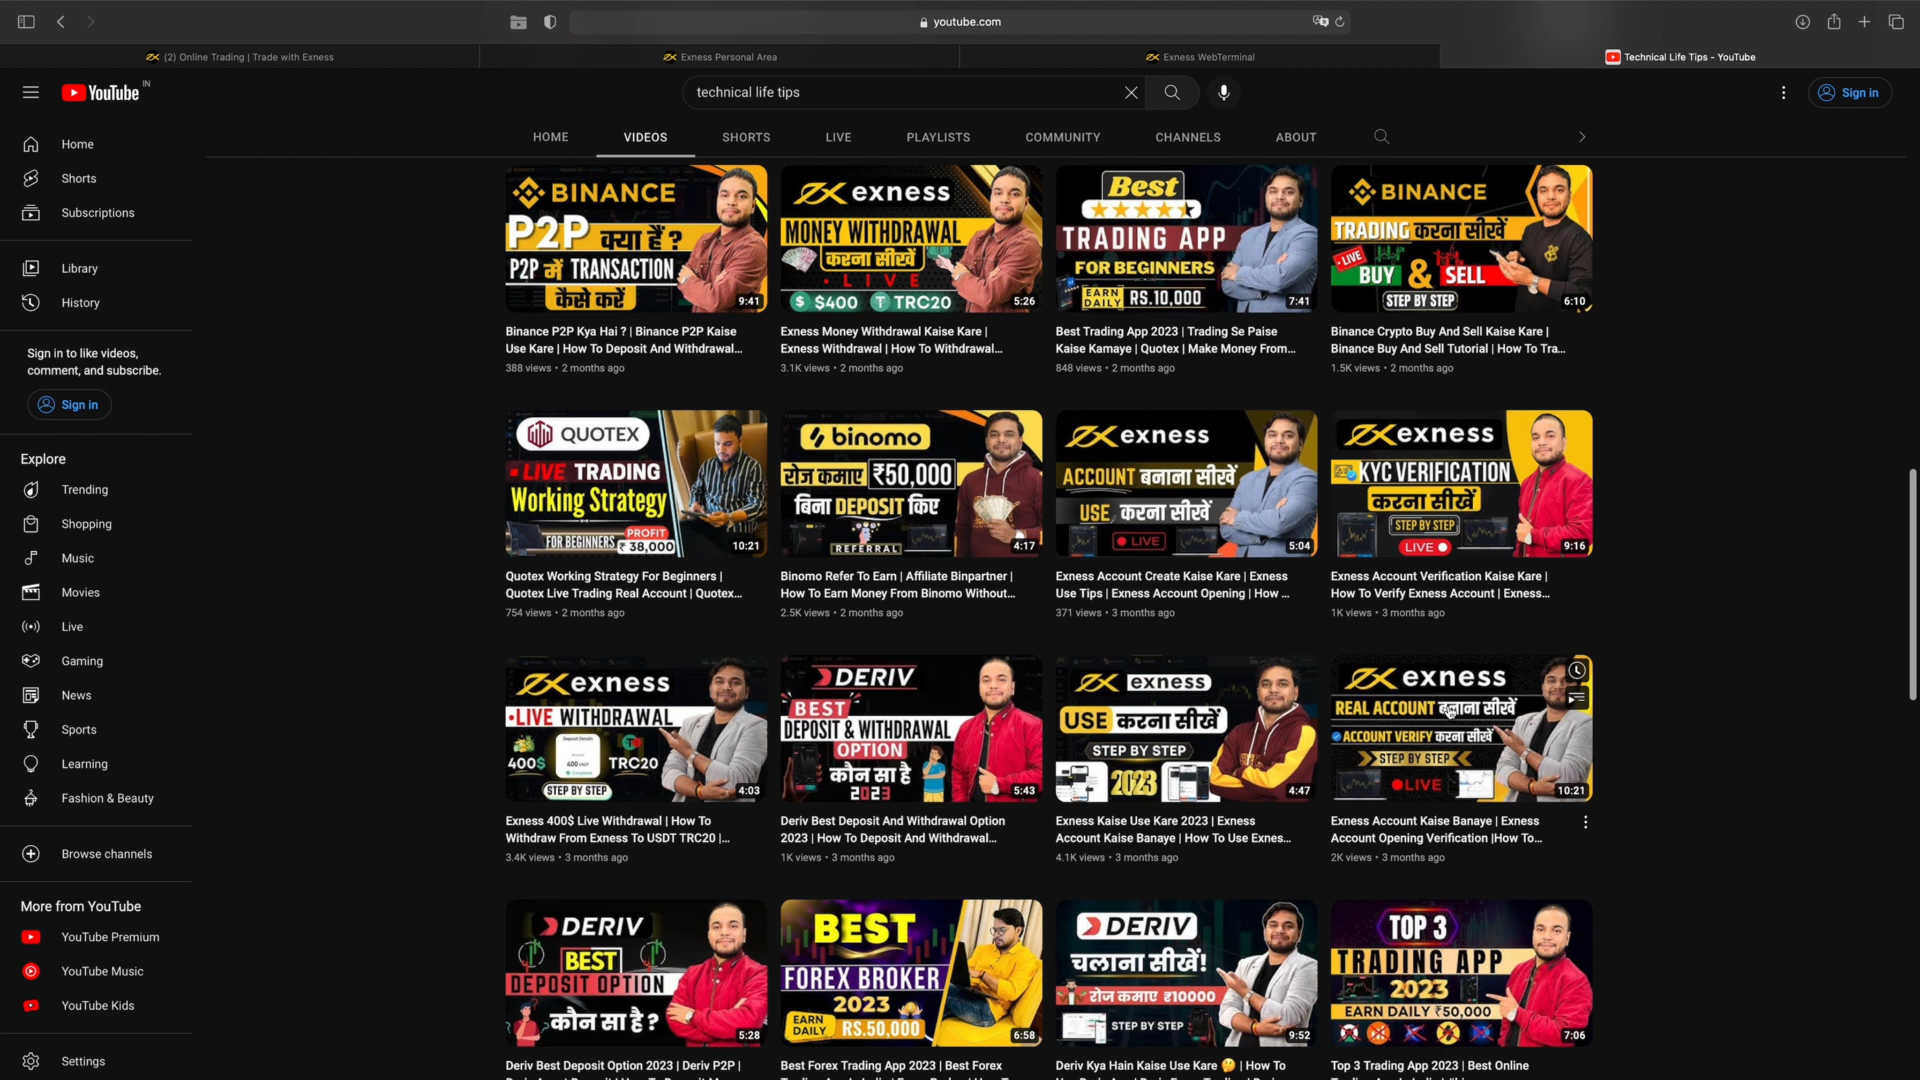 youtube.com
(2) Online Trading | Trade with Exness
Exness Personal Area
Exness WebTerminal
Technical Life Tips - YouTube
YouTube IN
technical life tips
Sign in
HOME
VIDEOS
SHORTS
LIVE
PLAYLISTS
COMMUNITY
CHANNELS
ABOUT
Home
Shorts
Subscriptions
Library
History
Sign in to like videos,
comment, and subscribe.
Sign in
Explore
Trending
Shopping
Music
Movies
Live
Gaming
News
Sports
Learning
Fashion & Beauty
Browse channels
More from YouTube
YouTube Premium
YouTube Music
YouTube Kids
Settings
BINANCE
P2P क्या हैं ?
P2P में TRANSACTION
कैसे करें
9:41
Binance P2P Kya Hai ? | Binance P2P Kaise
Use Kare | How To Deposit And Withdrawal...
388 views • 2 months ago
exness
MONEY WITHDRAWAL
करना सीखें
• LIVE
$ $400 T TRC20
5:26
Exness Money Withdrawal Kaise Kare |
Exness Withdrawal | How To Withdrawal...
3.1K views • 2 months ago
Best
TRADING APP
FOR BEGINNERS
EARN DAILY RS.10,000
7:41
Best Trading App 2023 | Trading Se Paise
Kaise Kamaye | Quotex | Make Money From...
848 views • 2 months ago
BINANCE
TRADING करना सीखें
• LIVE
BUY & SELL
STEP BY STEP
6:10
Binance Crypto Buy And Sell Kaise Kare |
Binance Buy And Sell Tutorial | How To Tra...
1.5K views • 2 months ago
QUOTEX
• LIVE TRADING
Working Strategy
FOR BEGINNERS
PROFIT
₹ 38,000
10:21
Quotex Working Strategy For Beginners |
Quotex Live Trading Real Account | Quotex...
754 views • 2 months ago
binomo
रोज कमाए ₹50,000
बिना DEPOSIT किए
REFERRAL
4:17
Binomo Refer To Earn | Affiliate Binpartner |
How To Earn Money From Binomo Without...
2.5K views • 2 months ago
exness
ACCOUNT बनाना सीखें
USE करना सीखें
LIVE
5:04
Exness Account Create Kaise Kare | Exness
Use Tips | Exness Account Opening | How ...
371 views • 3 months ago
exness
KYC VERIFICATION
करना सीखें
STEP BY STEP
LIVE
9:16
Exness Account Verification Kaise Kare |
How To Verify Exness Account | Exness...
1K views • 3 months ago
exness
• LIVE WITHDRAWAL
400$
TRC20
STEP BY STEP
4:03
Exness 400$ Live Withdrawal | How To
Withdraw From Exness To USDT TRC20 |...
3.4K views • 3 months ago
DERIV
BEST
DEPOSIT & WITHDRAWAL
OPTION
कौन सा है
2023
5:43
Deriv Best Deposit And Withdrawal Option
2023 | How To Deposit And Withdrawal...
1K views • 3 months ago
exness
USE करना सीखें
STEP BY STEP
2023
4:47
Exness Kaise Use Kare 2023 | Exness
Account Kaise Banaye | How To Use Exnes...
4.1K views • 3 months ago
exness
REAL ACCOUNT बनाना सीखें
ACCOUNT VERIFY करना सीखें
STEP BY STEP
LIVE
10:21
Exness Account Kaise Banaye | Exness
Account Opening Verification |How To...
2K views • 3 months ago
DERIV
BEST
DEPOSIT OPTION
कौन सा है ?
5:28
Deriv Best Deposit Option 2023 | Deriv P2P |
BEST
FOREX BROKER
2023
EARN DAILY RS.50,000
6:58
Best Forex Trading App 2023 | Best Forex
DERIV
चलाना सीखें!
रोज कमाए ₹10000
STEP BY STEP
9:52
Deriv Kya Hain Kaise Use Kare 🤔 | How To
TOP 3
TRADING APP
2023
EARN DAILY ₹50,000
7:06
Top 3 Trading App 2023 | Best Online